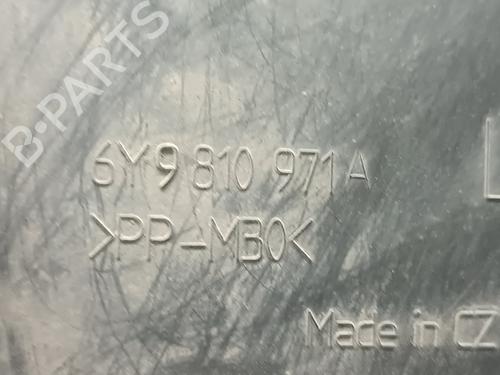 B-PARTS
6Y9 810 971 A
L
>PP-MB0<
Made in CZ